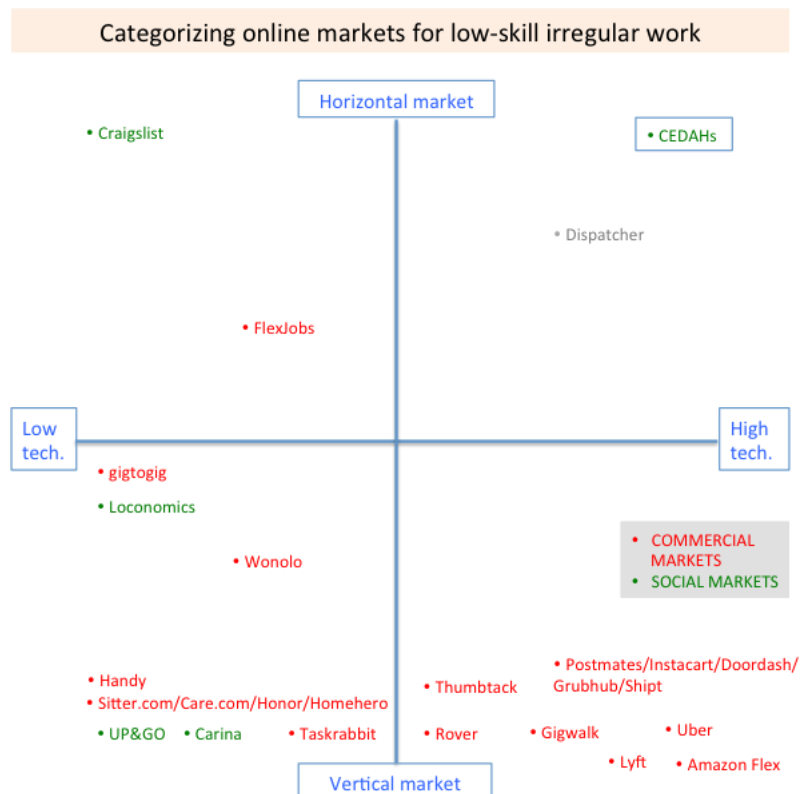 Categorizing online markets for low-skill irregular work
Horizontal market
• Craigslist
• CEDAHs
• Dispatcher
• FlexJobs
Low
tech.
High
tech.
• gigtogig
• Loconomics
• COMMERCIAL
MARKETS
• SOCIAL MARKETS
• Wonolo
• Postmates/Instacart/Doordash/
Grubhub/Shipt
• Handy
• Thumbtack
• Sitter.com/Care.com/Honor/Homehero
• UP&GO • Carina • Taskrabbit • Rover • Gigwalk • Uber
• Lyft • Amazon Flex
Vertical market